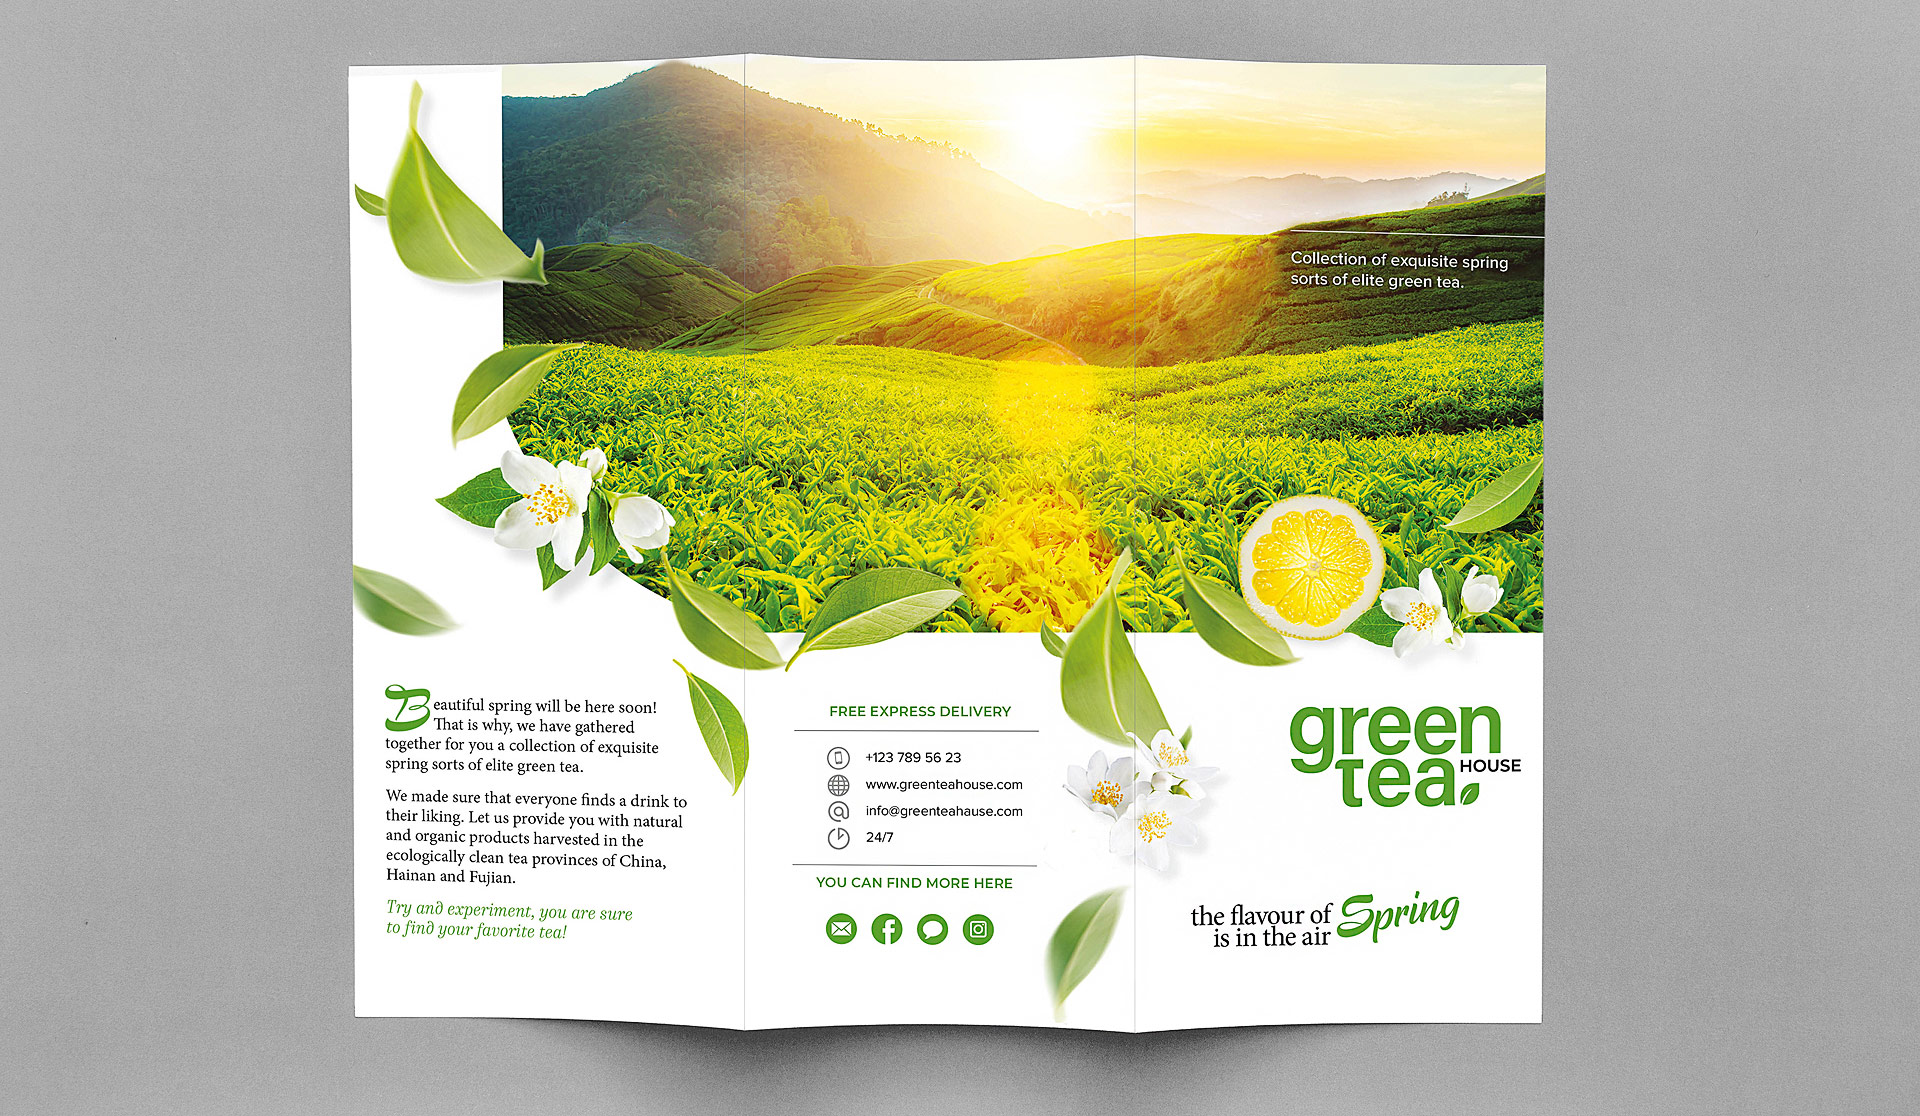 Collection of exquisite spring
sorts of elite green tea.
Beautiful spring will be here soon!
That is why, we have gathered
together for you a collection of exquisite
spring sorts of elite green tea.
We made sure that everyone finds a drink to
their liking. Let us provide you with natural
and organic products harvested in the
ecologically clean tea provinces of China,
Hainan and Fujian.
Try and experiment, you are sure
to find your favorite tea!
FREE EXPRESS DELIVERY
+123 789 56 23
www.greenteahouse.com
info@greenteahause.com
24/7
YOU CAN FIND MORE HERE
green
tea HOUSE
the flavour of Spring
is in the air